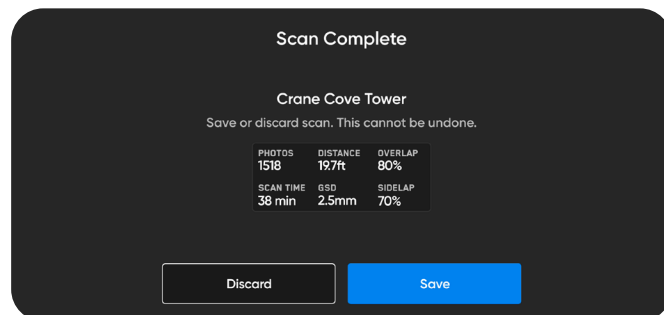 Scan Complete
Crane Cove Tower
Save or discard scan. This cannot be undone.
PHOTOS DISTANCE OVERLAP
1518 19.7ft 80%
SCAN TIME GSD SIDELAP
38 min 2.5mm 70%
Discard Save